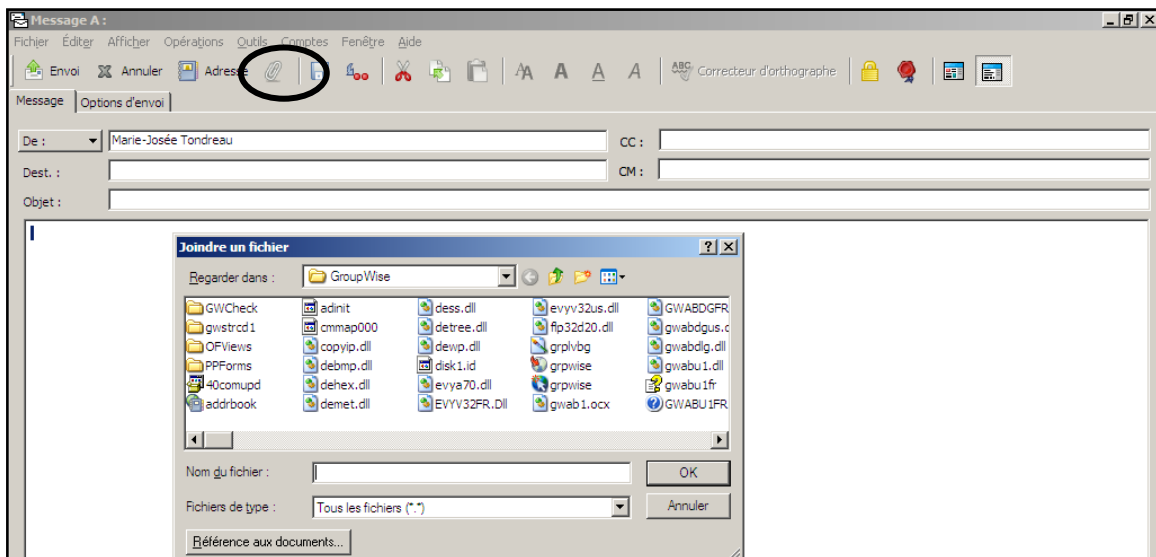 Message A :
Fichier Éditer Afficher Opérations Outils Comptes Fenêtre Aide
Envoi Annuler Adresse ABC Correcteur d'orthographe
Message Options d'envoi
De : Marie-Josée Tondreau CC :
Dest. : CM :
Objet :
Joindre un fichier
Regarder dans : GroupWise
GWCheck adinit dess.dll evyv32us.dll GWABDGFR
gwstrcd1 cmmap000 detree.dll flp32d20.dll gwabdgus.d
OFViews copyip.dll dewp.dll grplvbg gwabdlg.dll
PPForms debmp.dll disk1.id grpwise gwabu1.dll
40comupd dehex.dll evya70.dll grpwise gwabu1fr
addrbook demet.dll EVYV32FR.Dll gwab1.ocx GWABU1FR
Nom du fichier : OK
Fichiers de type : Tous les fichiers (*.*) Annuler
Référence aux documents...